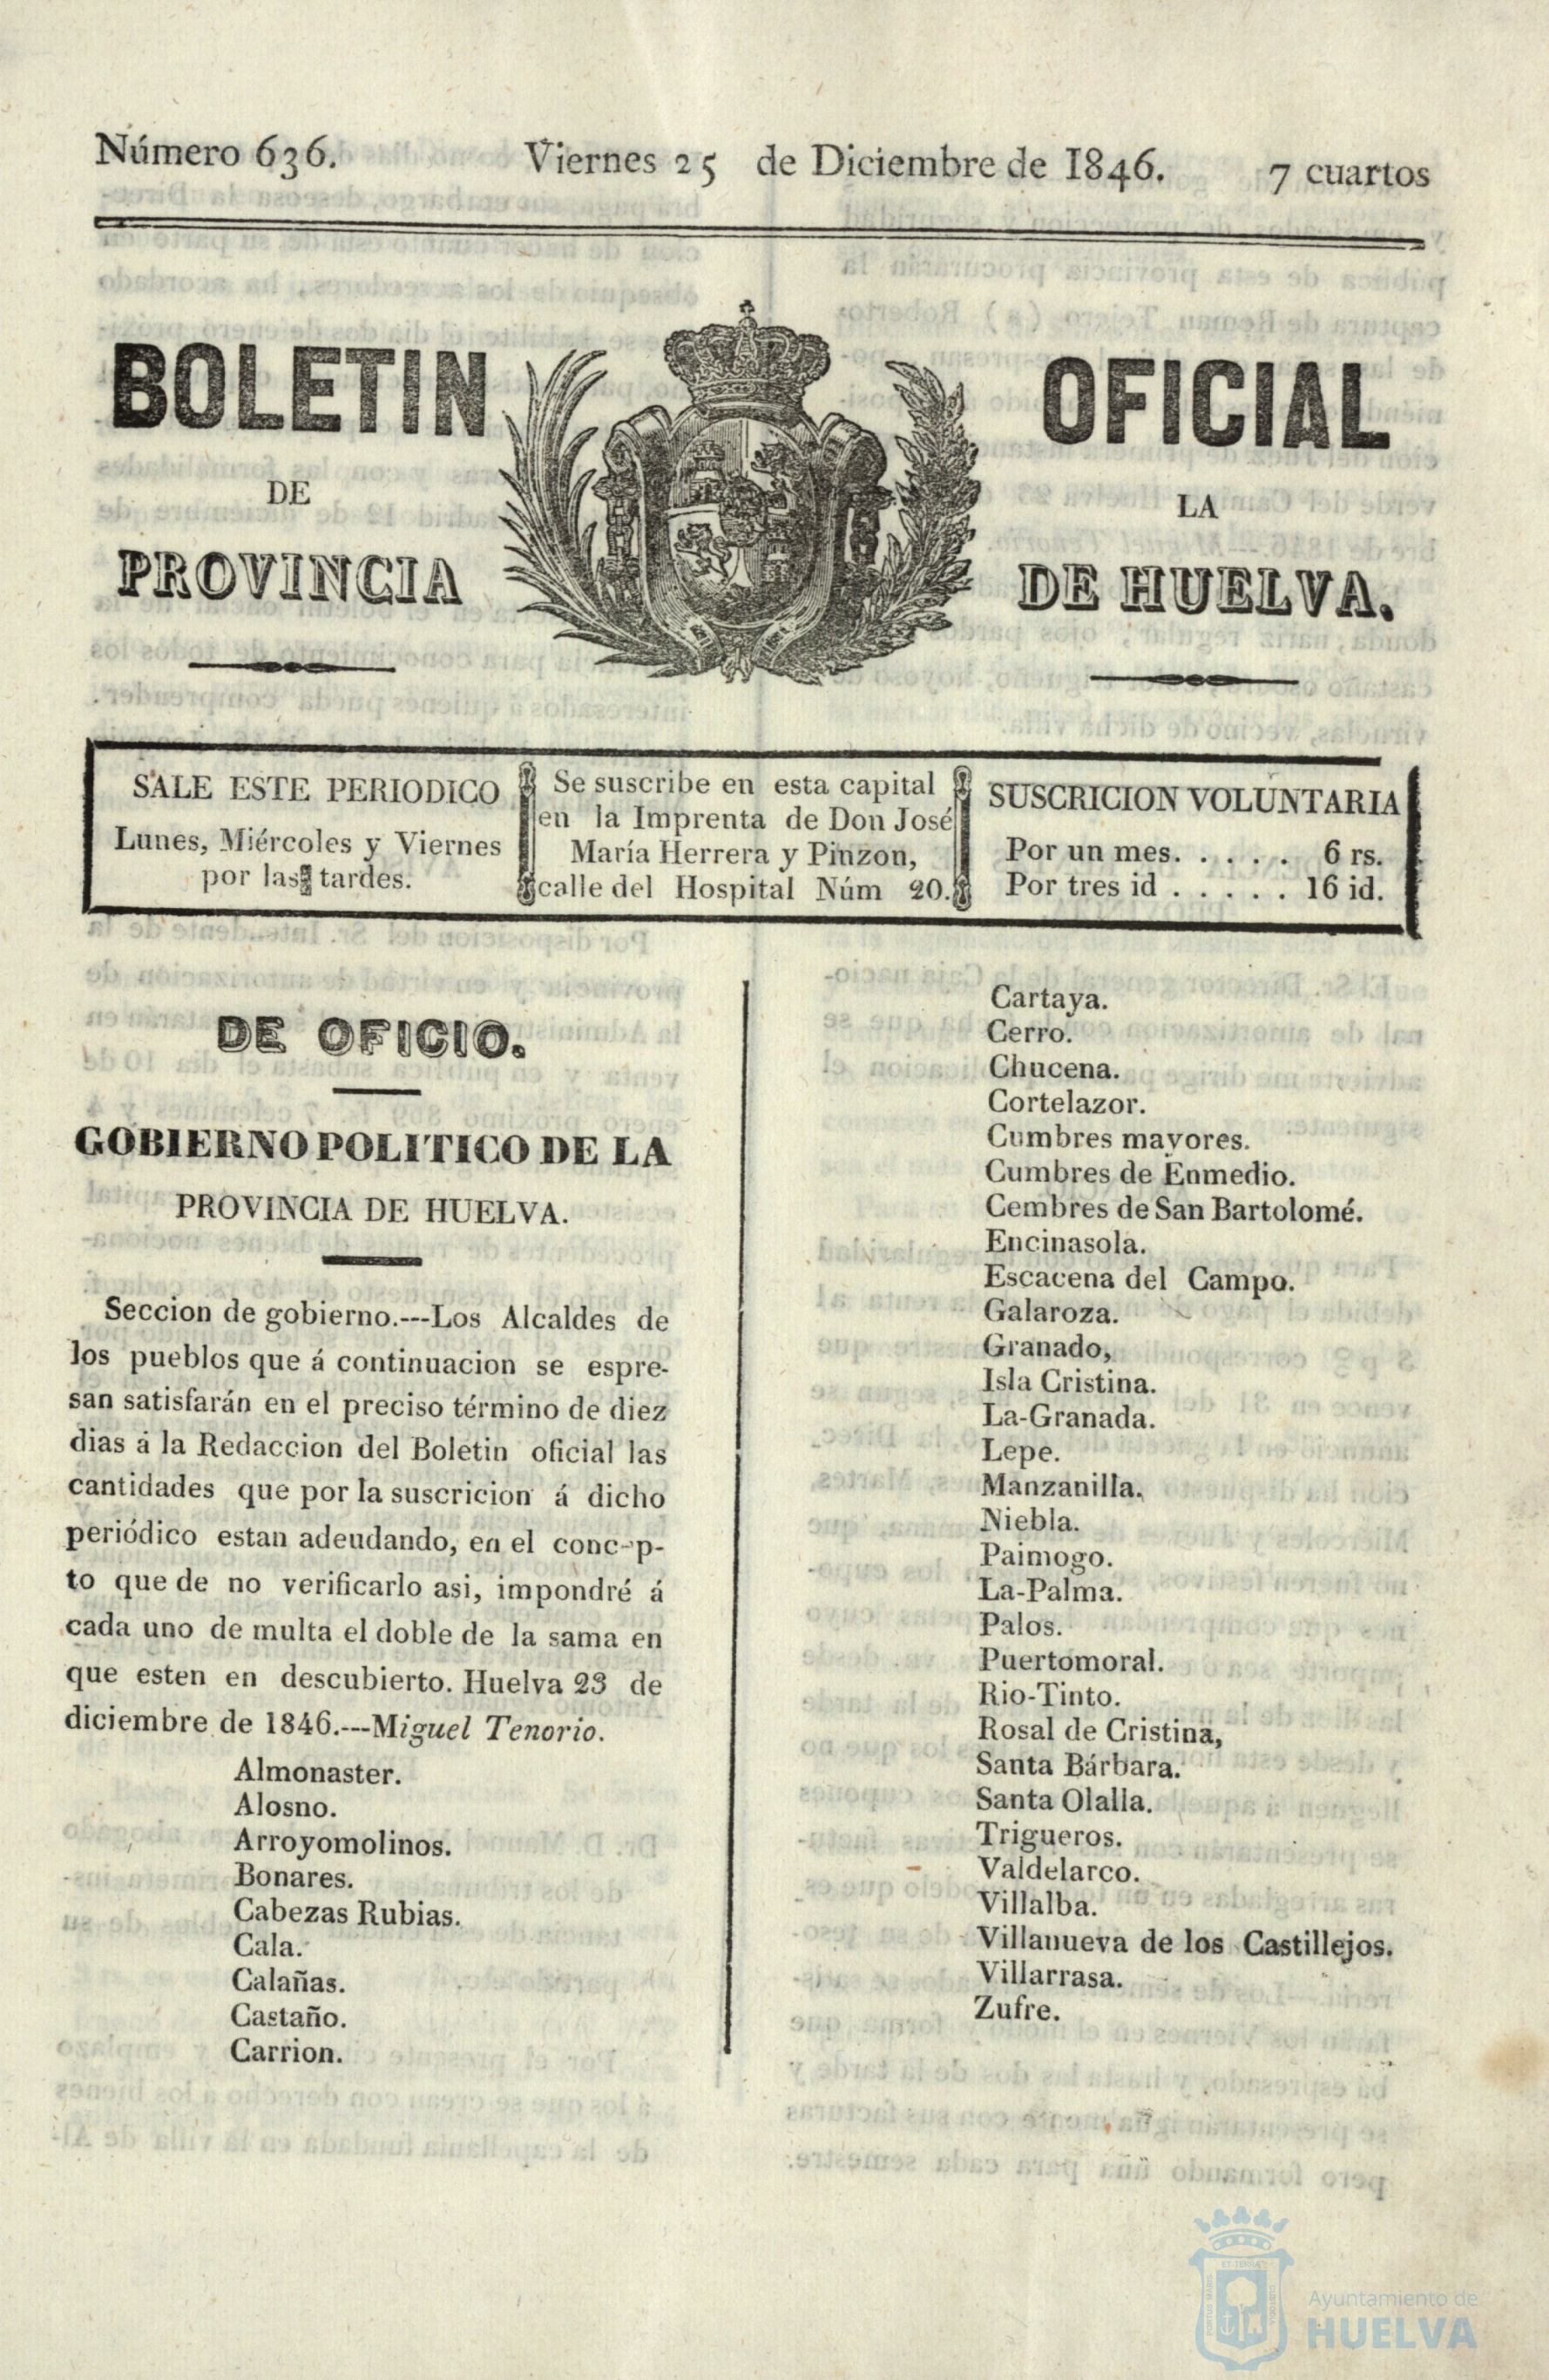 Número 636.
Viernes 25 de Diciembre de 1846.
7 cuartos
BOLETIN OFICIAL
DE LA
PROVINCIA DE HUELVA.
SALE ESTE PERIODICO
Lunes, Miércoles y Viernes
por las tardes.
Se suscribe en esta capital
en la Imprenta de Don José
María Herrera y Pinzon,
calle del Hospital Núm 20.
SUSCRICION VOLUNTARIA
Por un mes. . . . . 6 rs.
Por tres id . . . . . 16 id.
DE OFICIO.
GOBIERNO POLITICO DE LA
PROVINCIA DE HUELVA.
Seccion de gobierno.---Los Alcaldes de
los pueblos que á continuacion se espre-
san satisfarán en el preciso término de diez
dias á la Redaccion del Boletin oficial las
cantidades que por la suscricion á dicho
periódico estan adeudando, en el concep-
to que de no verificarlo asi, impondré á
cada uno de multa el doble de la sama en
que esten en descubierto. Huelva 23 de
diciembre de 1846.---Miguel Tenorio.
Almonaster.
Alosno.
Arroyomolinos.
Bonares.
Cabezas Rubias.
Cala.
Calañas.
Castaño.
Carrion.
Cartaya.
Cerro.
Chucena.
Cortelazor.
Cumbres mayores.
Cumbres de Enmedio.
Cembres de San Bartolomé.
Encinasola.
Escacena del Campo.
Galaroza.
Granado,
Isla Cristina.
La-Granada.
Lepe.
Manzanilla.
Niebla.
Paimogo.
La-Palma.
Palos.
Puertomoral.
Rio-Tinto.
Rosal de Cristina,
Santa Bárbara.
Santa Olalla.
Trigueros.
Valdelarco.
Villalba.
Villanueva de los Castillejos.
Villarrasa.
Zufre.
Ayuntamiento de
HUELVA